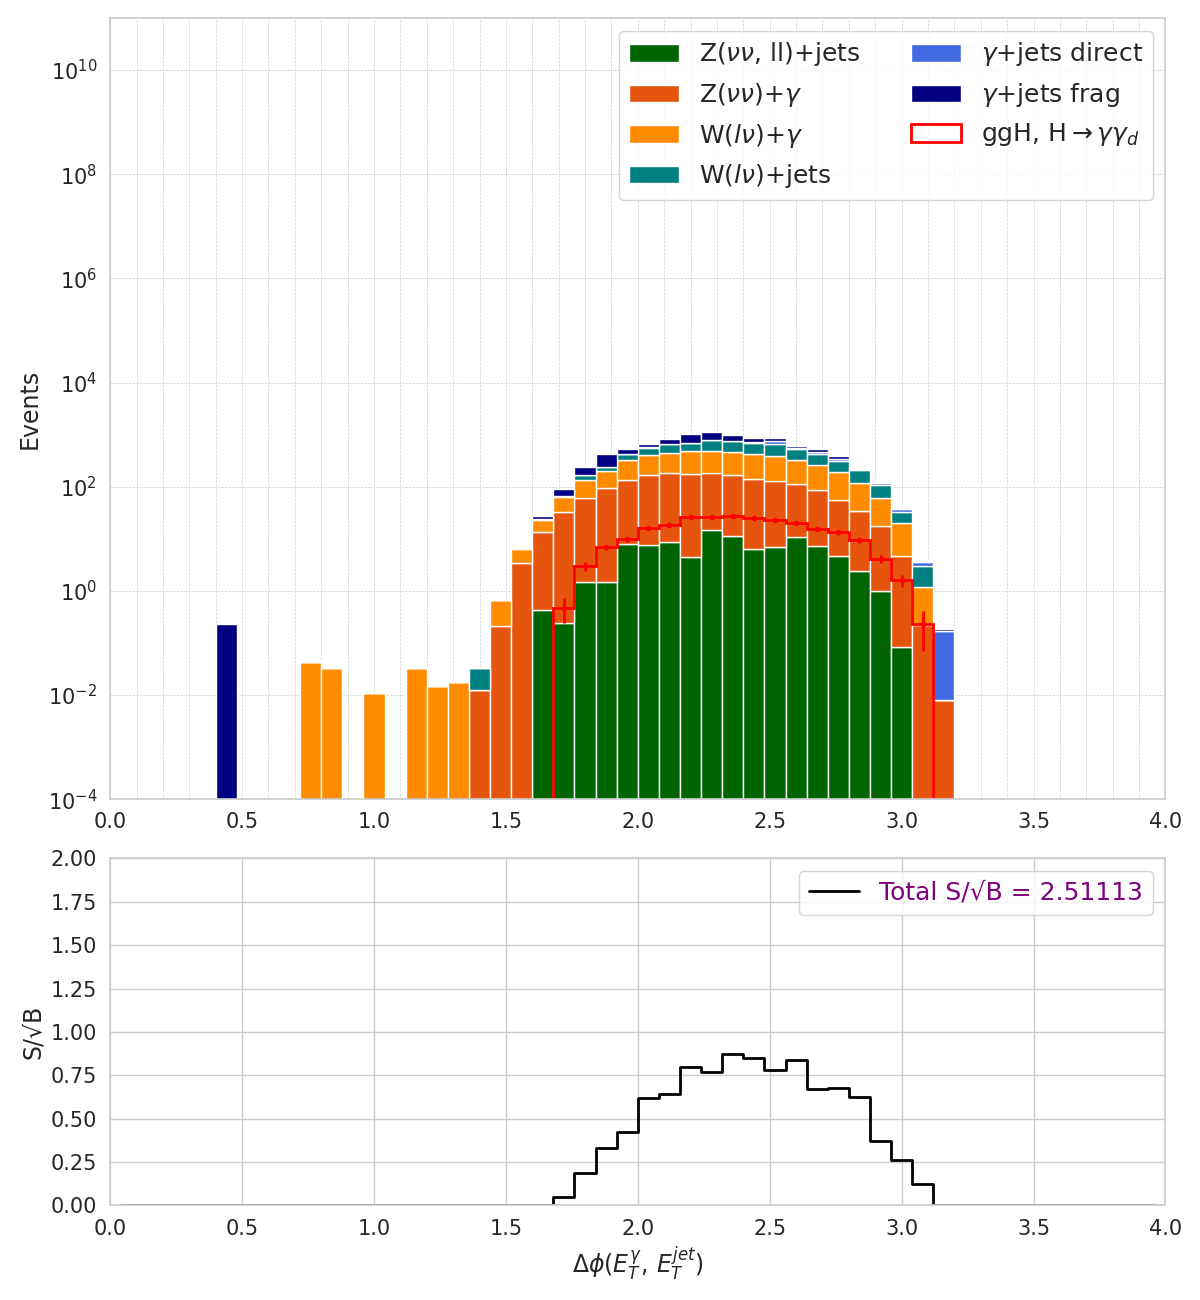 Z(νν, ll)+jets
Z(νν)+γ
W(lν)+γ
W(lν)+jets
γ+jets direct
γ+jets frag
ggH, H→γγ_d
10^10
10^8
10^6
10^4
10^2
10^0
10^−2
10^−4
Events
0.0 0.5 1.0 1.5 2.0 2.5 3.0 3.5 4.0
Total S/√B = 2.51113
2.00
1.75
1.50
1.25
1.00
0.75
0.50
0.25
0.00
S/√B
0.0 0.5 1.0 1.5 2.0 2.5 3.0 3.5 4.0
Δϕ(E_T^γ, E_T^jet)